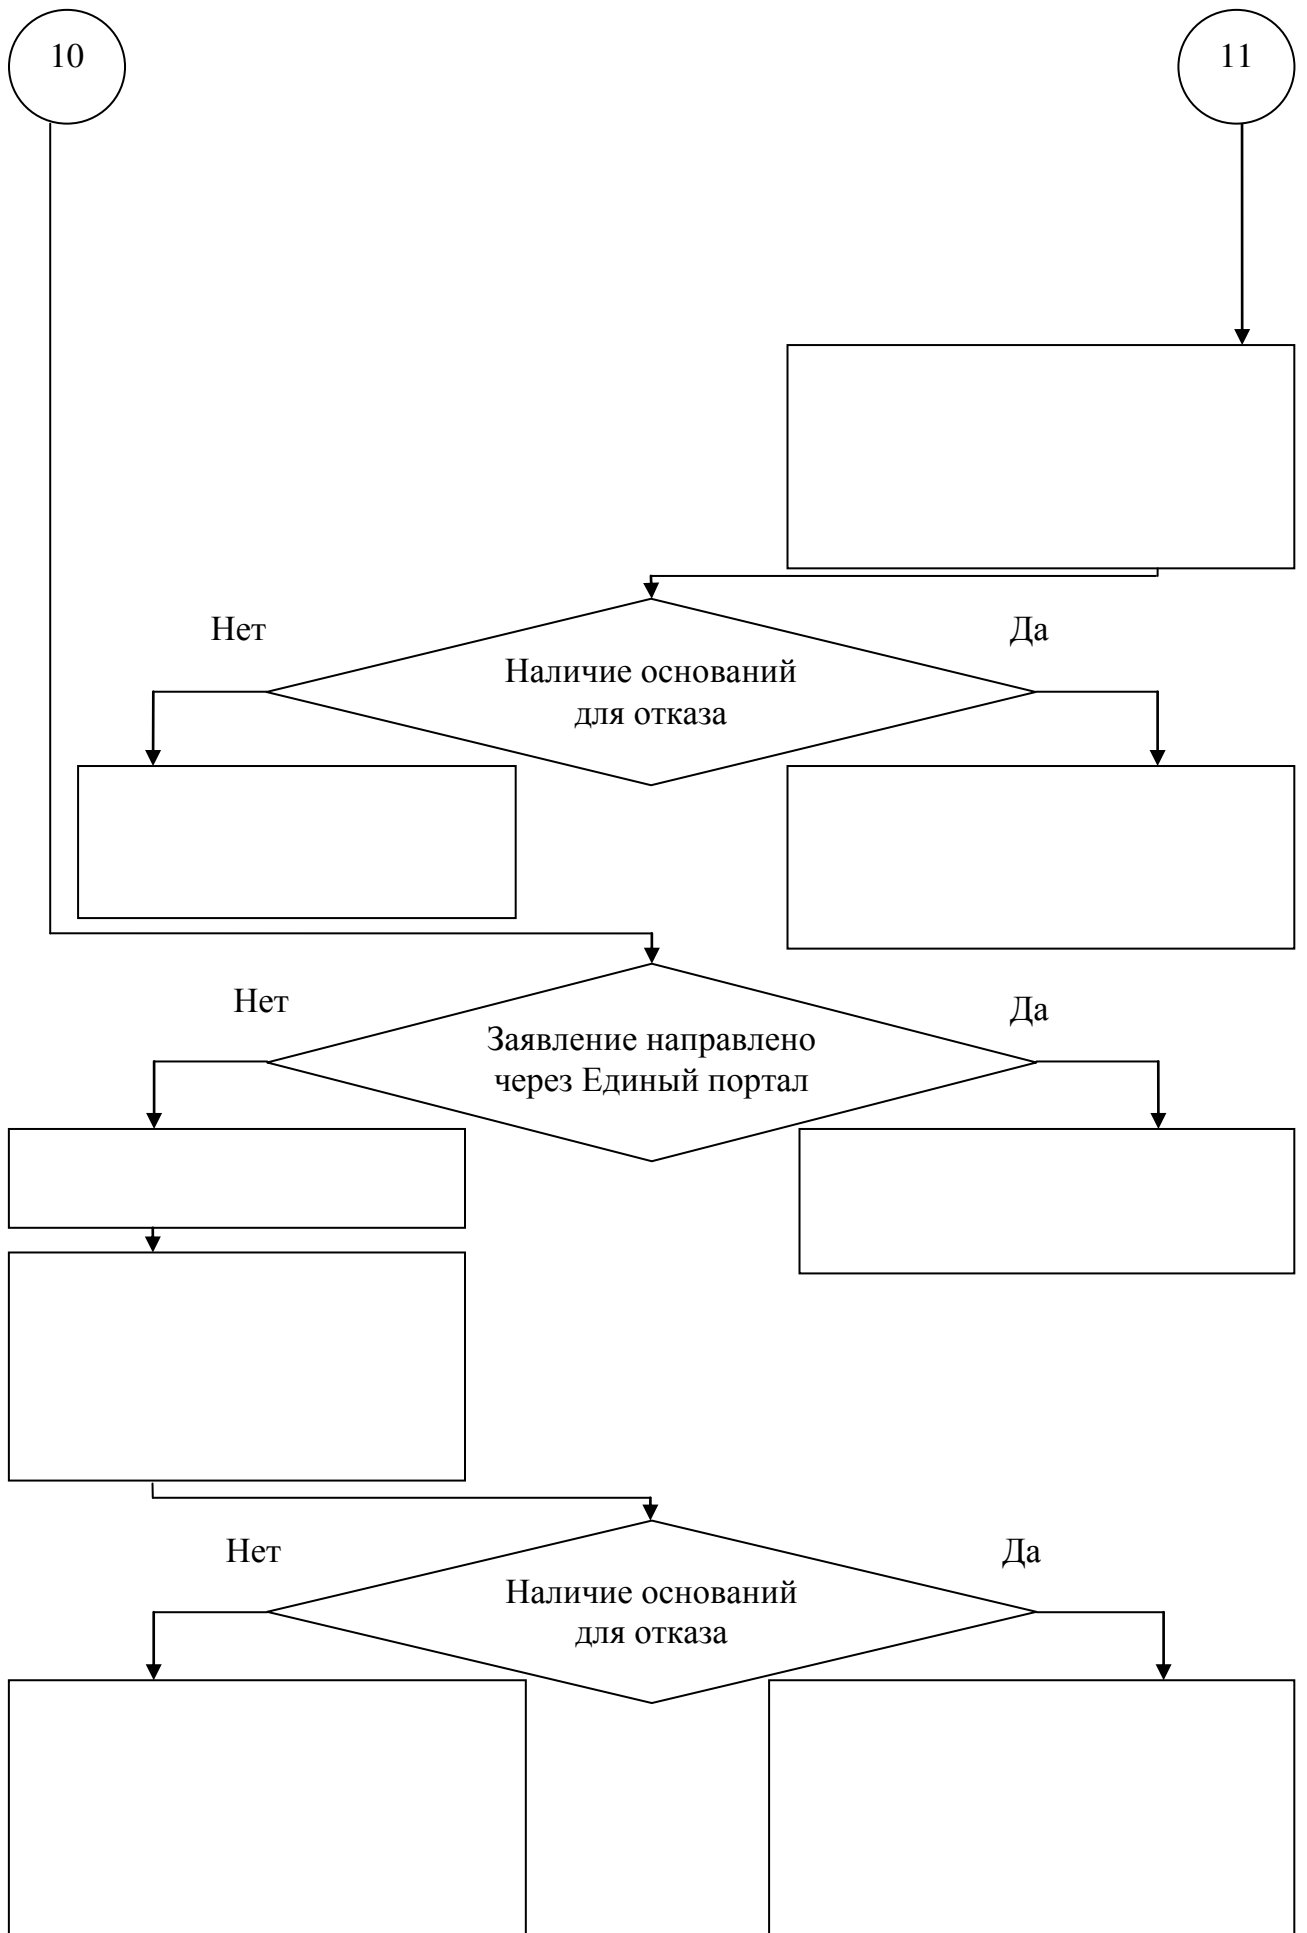 10
11
Нет
Да
Наличие оснований
для отказа
Нет
Да
Заявление направлено
через Единый портал
Нет
Да
Наличие оснований
для отказа